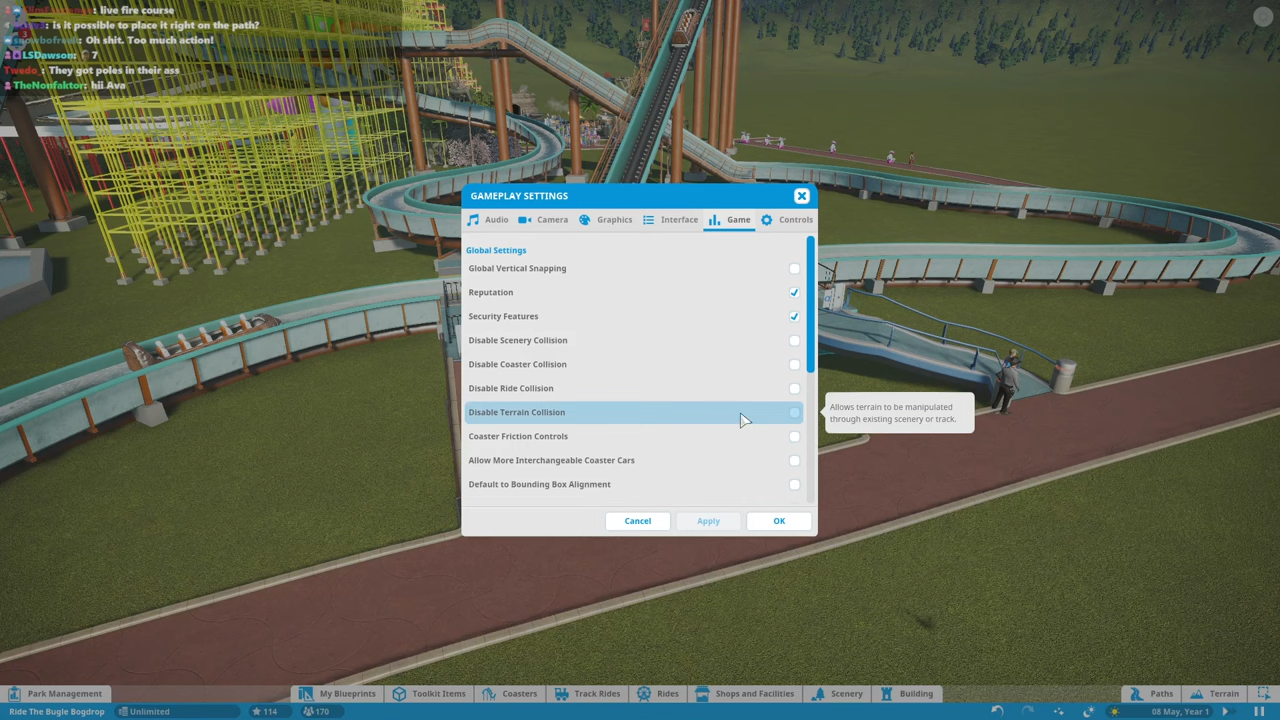 : live fire course
: is it possible to place it right on the path?
: Oh shit. Too much action!
LSDawson: 7
Twedo : They got poles in their ass
TheNonfaktor: hii Ava
GAMEPLAY SETTINGS
Audio Camera Graphics Interface Game Controls
Global Settings
Global Vertical Snapping
Reputation
Security Features
Disable Scenery Collision
Disable Coaster Collision
Disable Ride Collision
Disable Terrain Collision
Allows terrain to be manipulated
through existing scenery or track.
Coaster Friction Controls
Allow More Interchangeable Coaster Cars
Default to Bounding Box Alignment
Cancel Apply OK
Park Management My Blueprints Toolkit Items Coasters Track Rides Rides Shops and Facilities Scenery Building Paths Terrain
Ride The Bugle Bogdrop Unlimited 114 170 08 May, Year 1